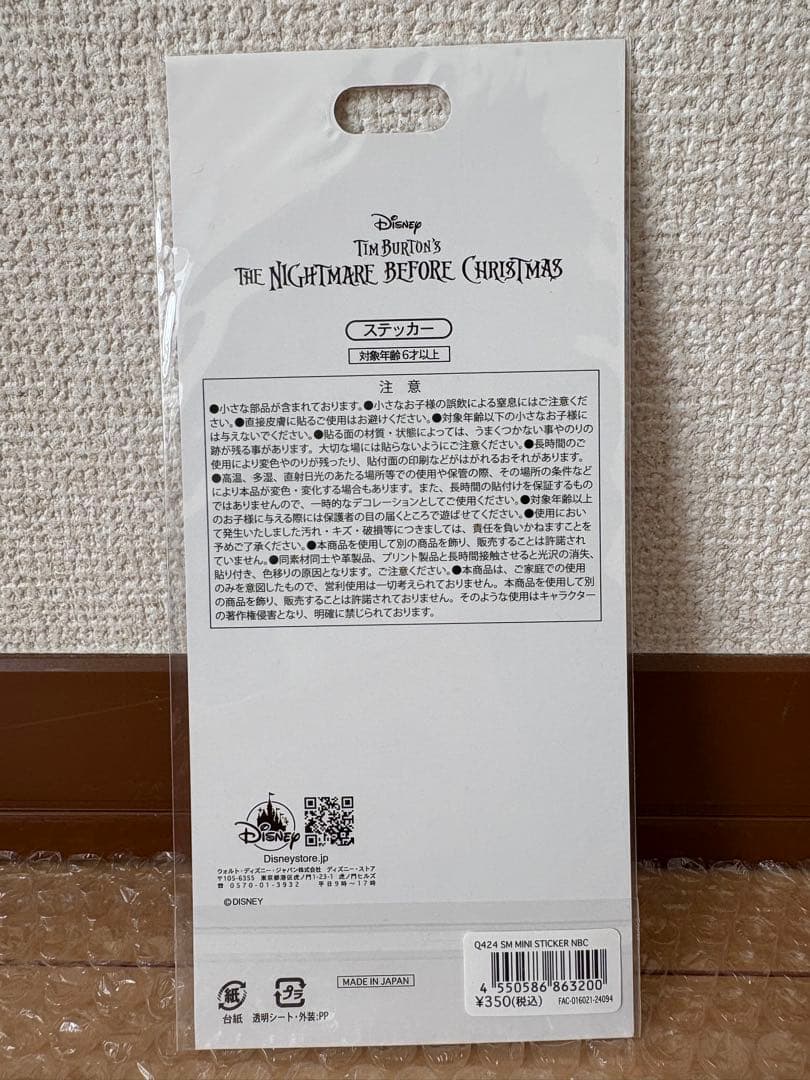 Disney
TIM BURTON'S
THE NIGHTMARE BEFORE CHRISTMAS
ステッカー
対象年齢6才以上
注 意
●小さな部品が含まれております。●小さなお子様の誤飲による窒息にはご注意くだ
さい。●直接皮膚に貼るご使用はお避けください。●対象年齢以下の小さなお子様に
は与えないでください。●貼る面の材質・状態によっては、うまくつかない事やのりの
跡が残る事があります。大切な場には貼らないようにご注意ください。●長時間のご
使用により変色やのりが残ったり、貼付面の印刷などがはがれるおそれがあります。
●高温、多湿、直射日光のあたる場所等での使用や保管の際、その場所の条件など
により本品が変色・変化する場合もあります。また、長時間の貼付けを保証するもの
ではありませんので、一時的なデコレーションとしてご使用ください。●対象年齢以上
のお子様に与える際には保護者の目の届くところで遊ばせてください。●使用におい
て発生いたしました汚れ・キズ・破損等につきましては、責任を負いかねますことを
予めご了承ください。●本商品を使用して別の商品を飾り、販売することは許諾され
ていません。●同素材同士や革製品、プリント製品と長時間接触させると光沢の消失、
貼り付き、色移りの原因となります。ご注意ください。●本商品は、ご家庭での使用
のみを意図したもので、営利使用は一切考えられておりません。本商品を使用して別
の商品を飾り、販売することは許諾されておりません。そのような使用はキャラクター
の著作権侵害となり、明確に禁じられております。
Disney
Disneystore.jp
ウォルト・ディズニー・ジャパン株式会社 ディズニー・ストア
〒105-6355 東京都港区虎ノ門1-23-1 虎ノ門ヒルズ
☎ 0570-01-3932 平日9時〜17時
©DISNEY
紙
台紙
プラ
透明シート・外装:PP
MADE IN JAPAN
Q424 SM MINI STICKER NBC
4 550586 863200
¥350(税込)
FAC-016021-24094